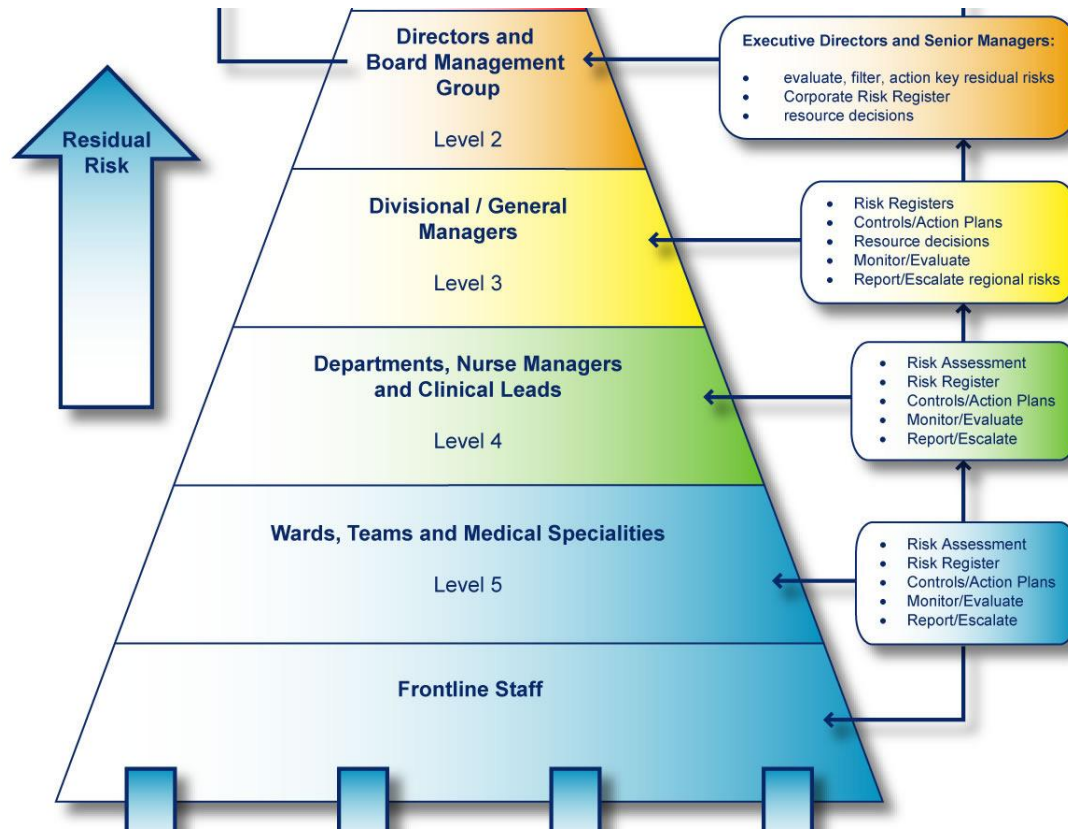 Directors and
Board Management
Group
Level 2
Executive Directors and Senior Managers:
• evaluate, filter, action key residual risks
• Corporate Risk Register
• resource decisions
Residual
Risk
Divisional / General
Managers
Level 3
• Risk Registers
• Controls/Action Plans
• Resource decisions
• Monitor/Evaluate
• Report/Escalate regional risks
Departments, Nurse Managers
and Clinical Leads
Level 4
• Risk Assessment
• Risk Register
• Controls/Action Plans
• Monitor/Evaluate
• Report/Escalate
Wards, Teams and Medical Specialities
Level 5
• Risk Assessment
• Risk Register
• Controls/Action Plans
• Monitor/Evaluate
• Report/Escalate
Frontline Staff